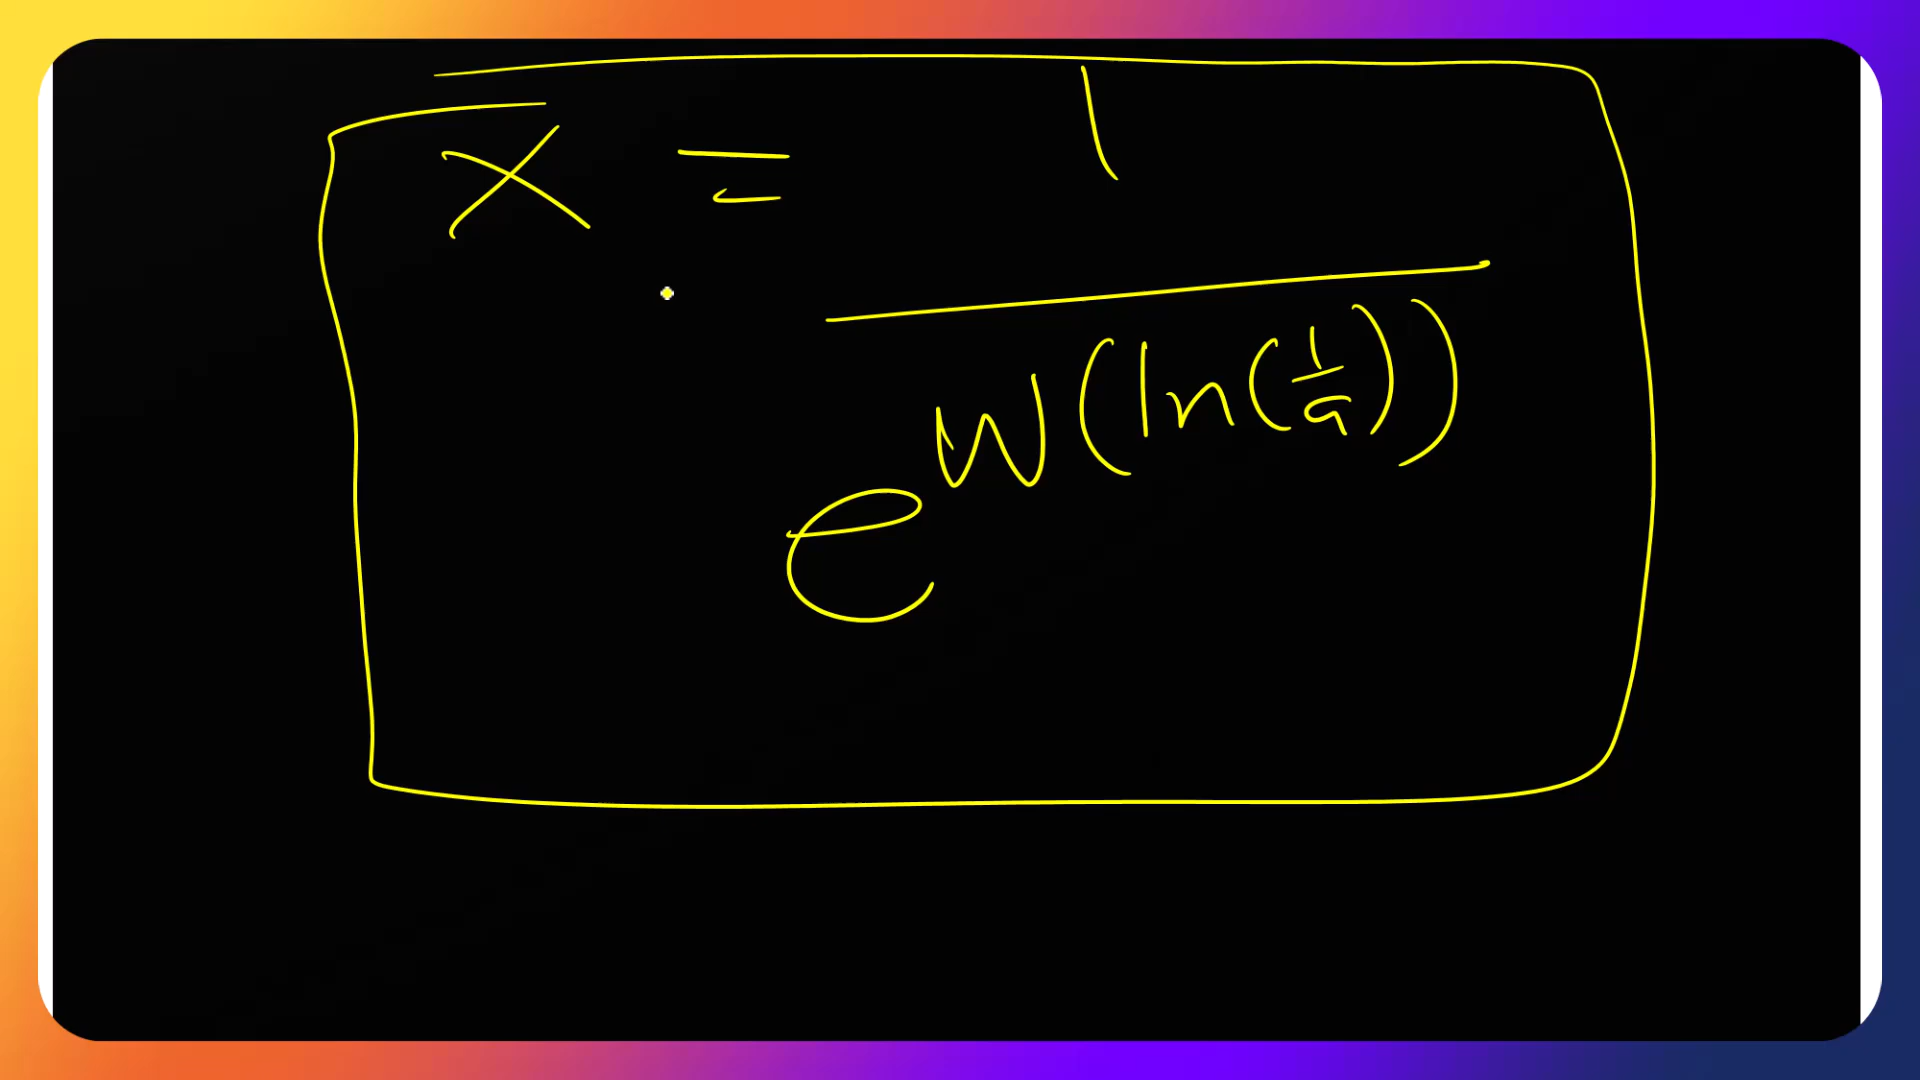 x = 1 / e^W(ln(1/a))